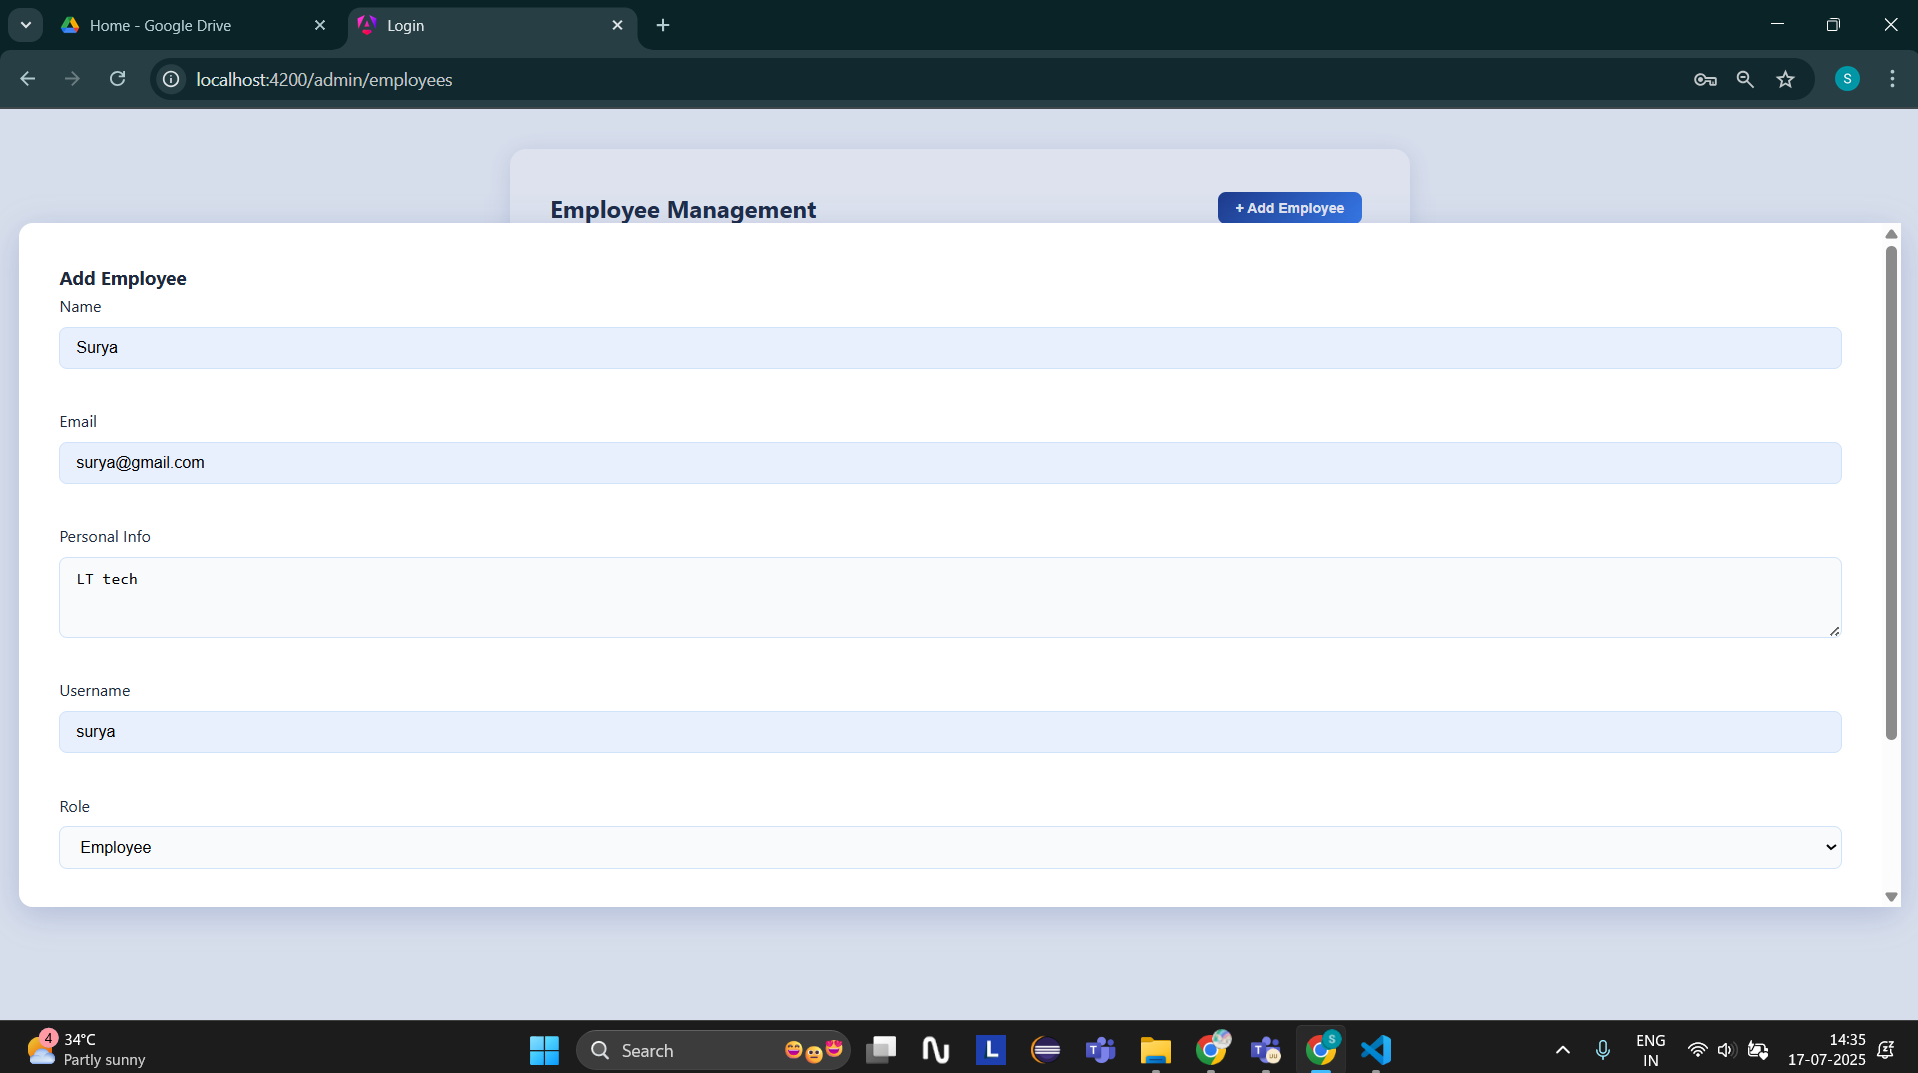 Home - Google Drive
Login
localhost:4200/admin/employees
S
Employee Management
+ Add Employee
Add Employee
Name
Surya
Email
surya@gmail.com
Personal Info
LT tech
Username
surya
Role
Employee
4
34°C
Partly sunny
Search
L
T
T
S
ENG
IN
14:35
17-07-2025